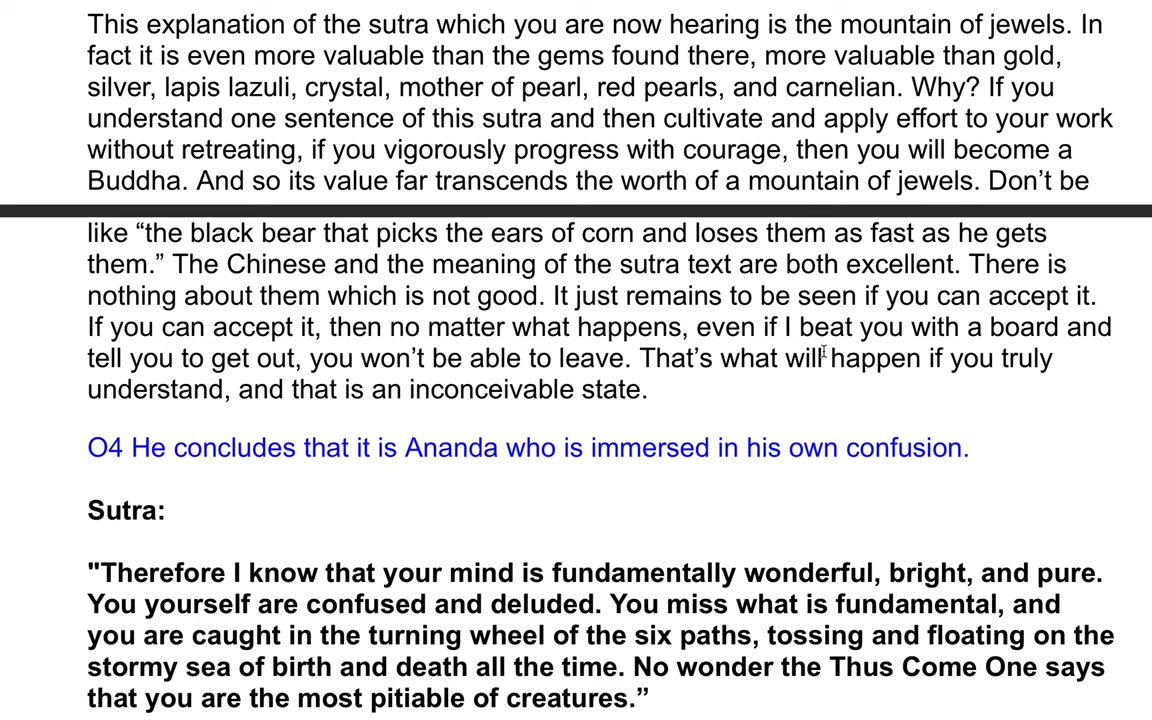 This explanation of the sutra which you are now hearing is the mountain of jewels. In
fact it is even more valuable than the gems found there, more valuable than gold,
silver, lapis lazuli, crystal, mother of pearl, red pearls, and carnelian. Why? If you
understand one sentence of this sutra and then cultivate and apply effort to your work
without retreating, if you vigorously progress with courage, then you will become a
Buddha. And so its value far transcends the worth of a mountain of jewels. Don’t be
like “the black bear that picks the ears of corn and loses them as fast as he gets
them.” The Chinese and the meaning of the sutra text are both excellent. There is
nothing about them which is not good. It just remains to be seen if you can accept it.
If you can accept it, then no matter what happens, even if I beat you with a board and
tell you to get out, you won’t be able to leave. That’s what will happen if you truly
understand, and that is an inconceivable state.
O4 He concludes that it is Ananda who is immersed in his own confusion.
Sutra:
"Therefore I know that your mind is fundamentally wonderful, bright, and pure.
You yourself are confused and deluded. You miss what is fundamental, and
you are caught in the turning wheel of the six paths, tossing and floating on the
stormy sea of birth and death all the time. No wonder the Thus Come One says
that you are the most pitiable of creatures.”